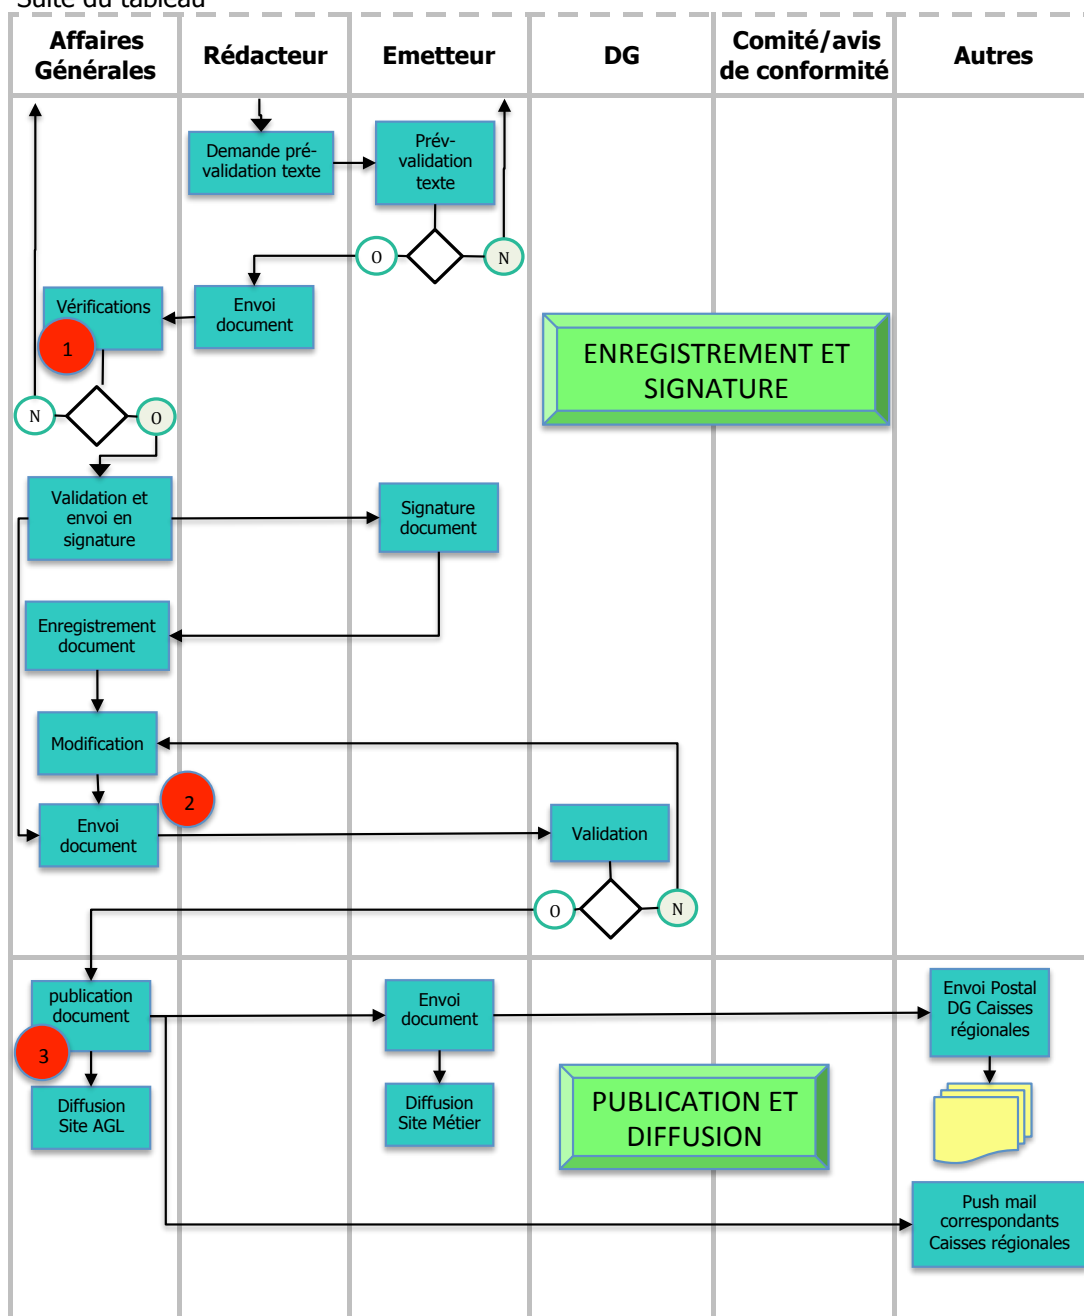 Suite du tableau
Affaires
Générales
Rédacteur
Emetteur
DG
Comité/avis
de conformité
Autres
Demande pré-
validation texte
Prév-
validation
texte
O
N
Vérifications
1
Envoi
document
ENREGISTREMENT ET
SIGNATURE
N
O
Validation et
envoi en
signature
Signature
document
Enregistrement
document
Modification
2
Envoi
document
Validation
O
N
publication
document
3
Envoi
document
Envoi Postal
DG Caisses
régionales
Diffusion
Site AGL
Diffusion
Site Métier
PUBLICATION ET
DIFFUSION
Push mail
correspondants
Caisses régionales